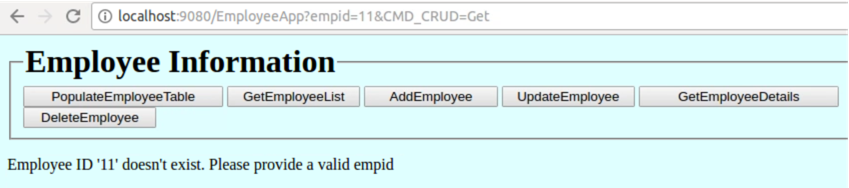 localhost:9080/EmployeeApp?empid=11&CMD_CRUD=Get
Employee Information
PopulateEmployeeTable GetEmployeeList AddEmployee UpdateEmployee GetEmployeeDetails
DeleteEmployee
Employee ID '11' doesn't exist. Please provide a valid empid